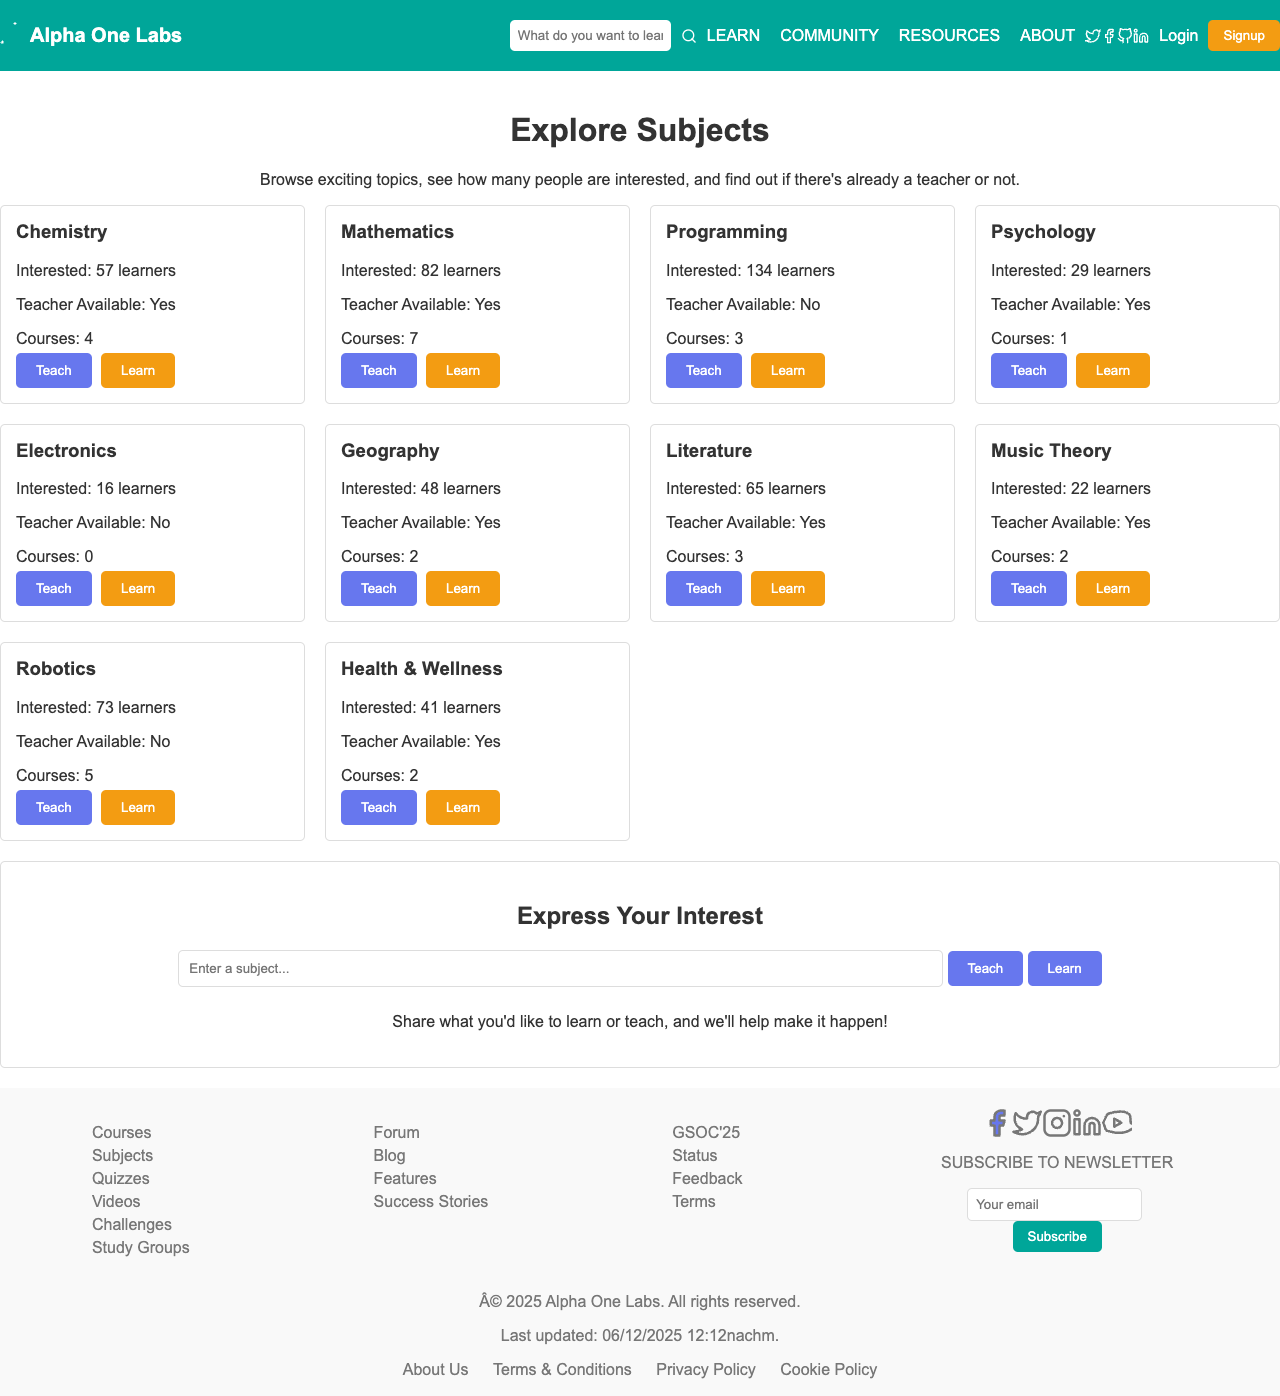 Alpha One Labs
What do you want to lear
LEARN COMMUNITY RESOURCES ABOUT Login Signup
Explore Subjects
Browse exciting topics, see how many people are interested, and find out if there's already a teacher or not.
Chemistry
Interested: 57 learners
Teacher Available: Yes
Courses: 4
Teach Learn
Mathematics
Interested: 82 learners
Teacher Available: Yes
Courses: 7
Teach Learn
Programming
Interested: 134 learners
Teacher Available: No
Courses: 3
Teach Learn
Psychology
Interested: 29 learners
Teacher Available: Yes
Courses: 1
Teach Learn
Electronics
Interested: 16 learners
Teacher Available: No
Courses: 0
Teach Learn
Geography
Interested: 48 learners
Teacher Available: Yes
Courses: 2
Teach Learn
Literature
Interested: 65 learners
Teacher Available: Yes
Courses: 3
Teach Learn
Music Theory
Interested: 22 learners
Teacher Available: Yes
Courses: 2
Teach Learn
Robotics
Interested: 73 learners
Teacher Available: No
Courses: 5
Teach Learn
Health & Wellness
Interested: 41 learners
Teacher Available: Yes
Courses: 2
Teach Learn
Express Your Interest
Enter a subject... Teach Learn
Share what you'd like to learn or teach, and we'll help make it happen!
Courses
Subjects
Quizzes
Videos
Challenges
Study Groups
Forum
Blog
Features
Success Stories
GSOC'25
Status
Feedback
Terms
SUBSCRIBE TO NEWSLETTER
Your email
Subscribe
Â© 2025 Alpha One Labs. All rights reserved.
Last updated: 06/12/2025 12:12nachm.
About Us Terms & Conditions Privacy Policy Cookie Policy